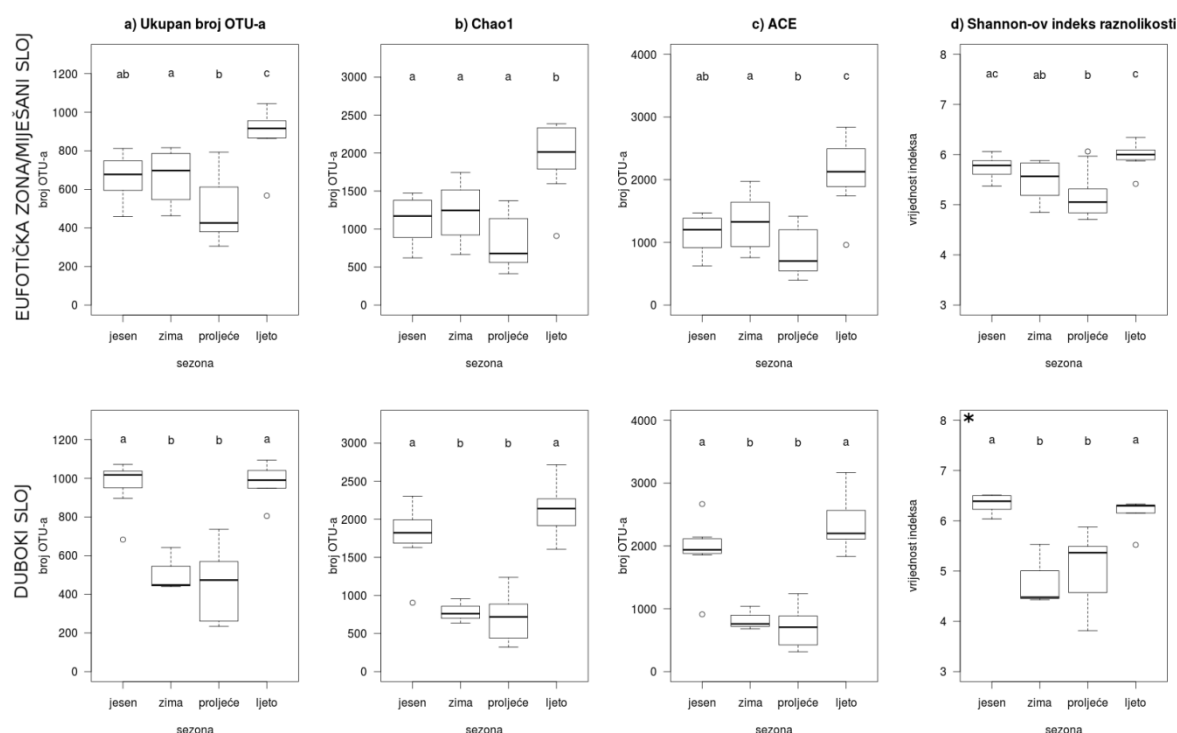 a) Ukupan broj OTU-a
b) Chao1
c) ACE
d) Shannon-ov indeks raznolikosti
EUFOTIČKA ZONA/MIJEŠANI SLOJ
broj OTU-a
1200
1000
800
600
400
200
0
ab a b c
jesen zima proljeće ljeto
sezona
broj OTU-a
3000
2500
2000
1500
1000
500
0
a a a b
jesen zima proljeće ljeto
sezona
broj OTU-a
4000
3000
2000
1000
0
ab a b c
jesen zima proljeće ljeto
sezona
vrijednost indeksa
8
7
6
5
4
3
ac ab b c
jesen zima proljeće ljeto
sezona
DUBOKI SLOJ
broj OTU-a
1200
1000
800
600
400
200
0
a b b a
jesen zima proljeće ljeto
sezona
broj OTU-a
3000
2500
2000
1500
1000
500
0
a b b a
jesen zima proljeće ljeto
sezona
broj OTU-a
4000
3000
2000
1000
0
a b b a
jesen zima proljeće ljeto
sezona
vrijednost indeksa
8
7
6
5
4
3
*
a b b a
jesen zima proljeće ljeto
sezona